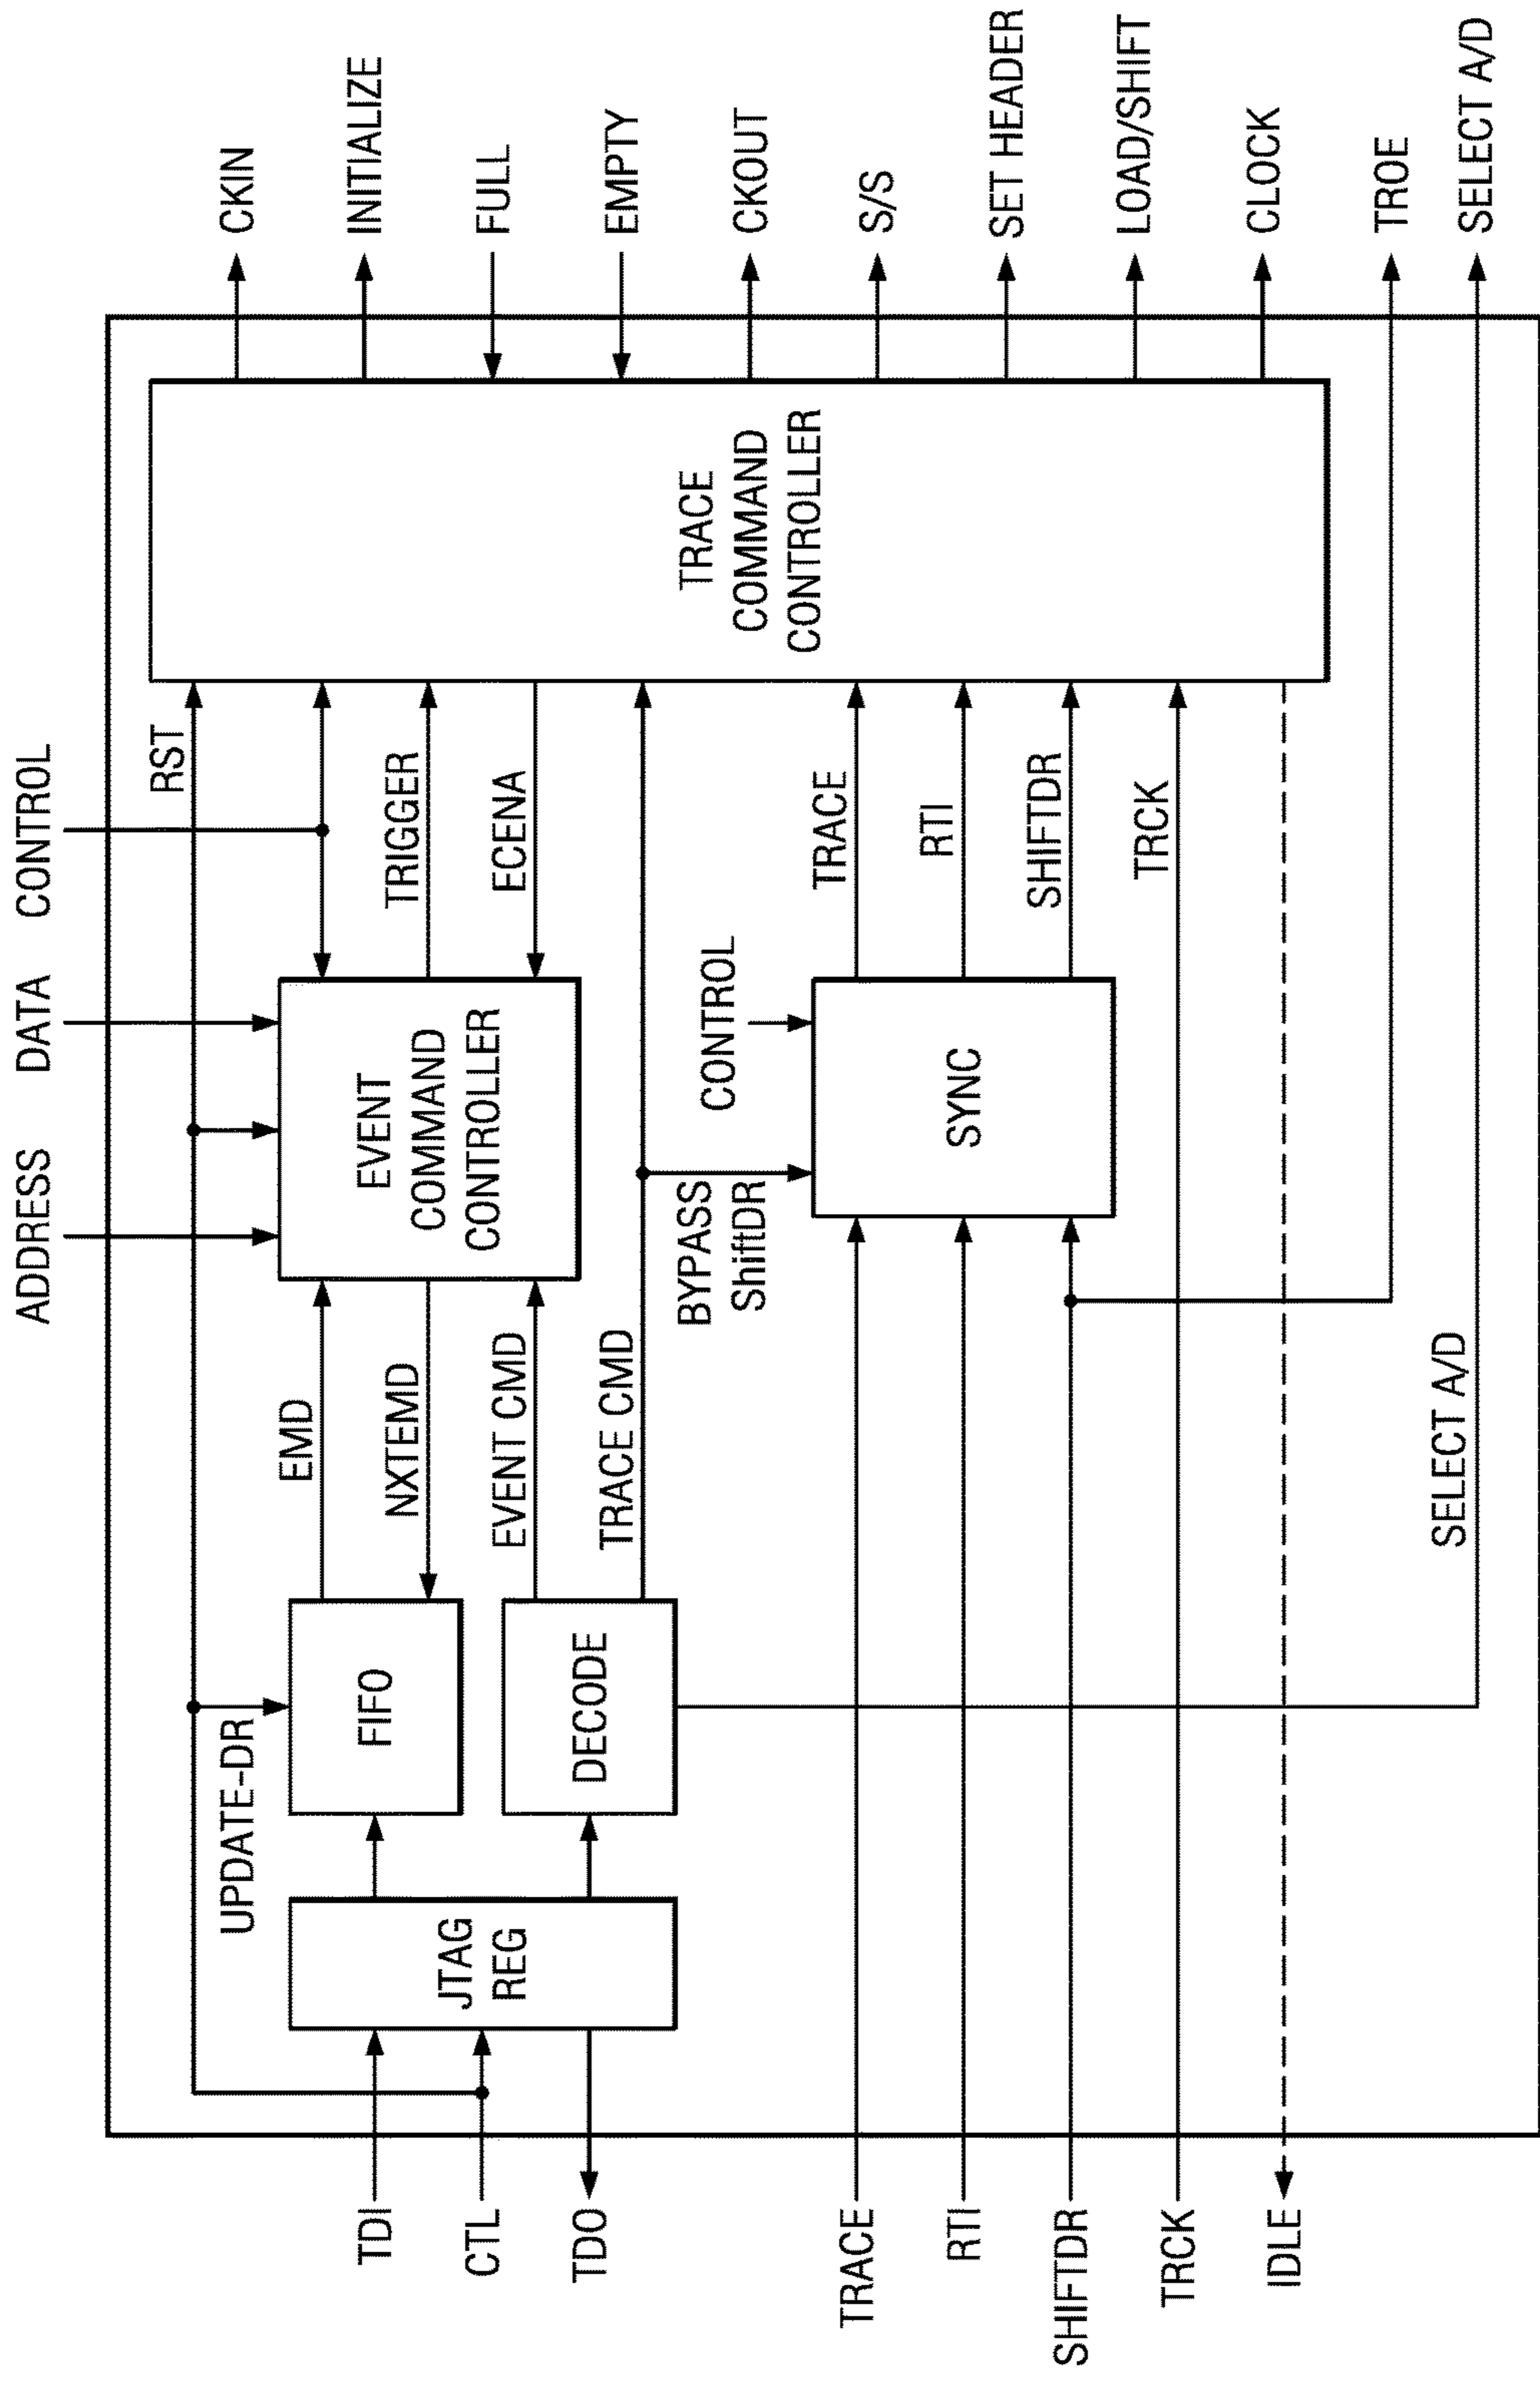 ADDRESS
DATA
CONTROL
RST
UPDATE-DR
TDI
CTL
TDO
JTAG
REG
FIFO
DECODE
EMD
NXTEMD
EVENT CMD
TRACE CMD
EVENT
COMMAND
CONTROLLER
TRIGGER
ECENA
BYPASS
ShiftDR
CONTROL
SYNC
TRACE
RTI
SHIFTDR
TRCK
TRACE
COMMAND
CONTROLLER
TRACE
RTI
SHIFTDR
TRCK
IDLE
SELECT A/D
CKIN
INITIALIZE
FULL
EMPTY
CKOUT
S/S
SET HEADER
LOAD/SHIFT
CLOCK
TROE
SELECT A/D